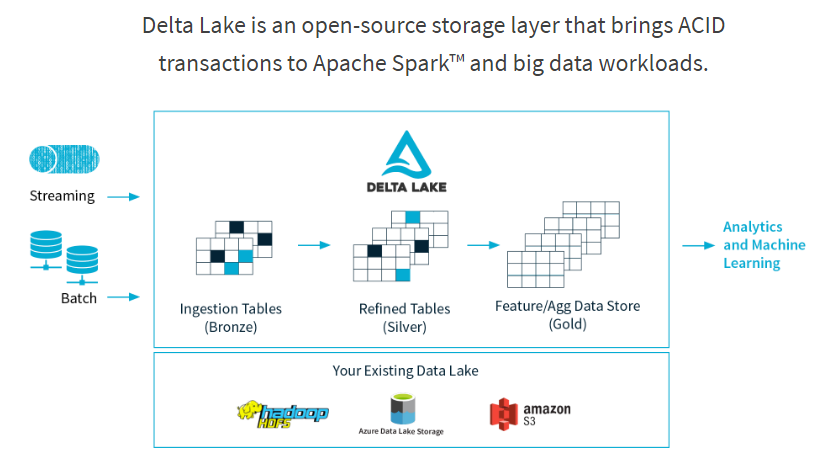 Delta Lake is an open-source storage layer that brings ACID
transactions to Apache Spark™ and big data workloads.
DELTA LAKE
Streaming
Batch
Ingestion Tables
(Bronze)
Refined Tables
(Silver)
Feature/Agg Data Store
(Gold)
Analytics
and Machine
Learning
Your Existing Data Lake
hadoop
HDFS
Azure Data Lake Storage
amazon
S3